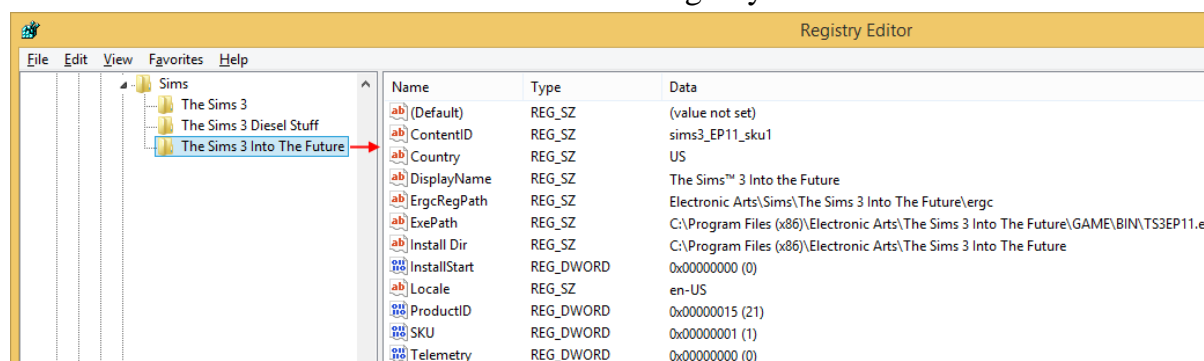 Registry Editor
File Edit View Favorites Help
Sims
The Sims 3
The Sims 3 Diesel Stuff
The Sims 3 Into The Future
Name Type Data
(Default) REG_SZ (value not set)
ContentID REG_SZ sims3_EP11_sku1
Country REG_SZ US
DisplayName REG_SZ The Sims™ 3 Into the Future
ErgcRegPath REG_SZ Electronic Arts\Sims\The Sims 3 Into The Future\ergc
ExePath REG_SZ C:\Program Files (x86)\Electronic Arts\The Sims 3 Into The Future\GAME\BIN\TS3EP11.e
Install Dir REG_SZ C:\Program Files (x86)\Electronic Arts\The Sims 3 Into The Future
InstallStart REG_DWORD 0x00000000 (0)
Locale REG_SZ en-US
ProductID REG_DWORD 0x00000015 (21)
SKU REG_DWORD 0x00000001 (1)
Telemetry REG_DWORD 0x00000000 (0)